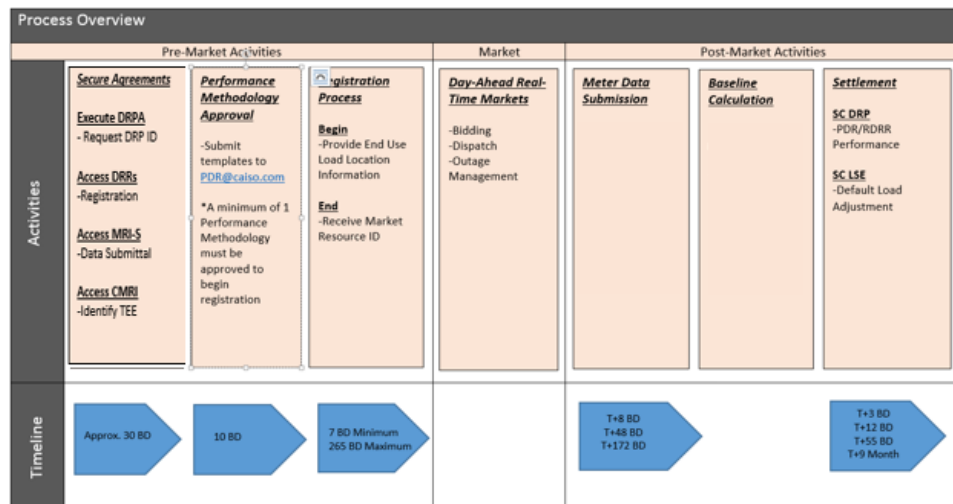 Process Overview
Pre-Market Activities
Market
Post-Market Activities
Activities
Secure Agreements
Execute DRPA
- Request DRP ID
Access DRRs
-Registration
Access MRI-S
-Data Submittal
Access CMRI
-Identify TEE
Performance
Methodology
Approval
-Submit
templates to
PDR@caiso.com
*A minimum of 1
Performance
Methodology
must be
approved to
begin
registration
Process
Begin
-Provide End Use
Load Location
Information
End
-Receive Market
Resource ID
Day-Ahead Real-
Time Markets
-Bidding
-Dispatch
-Outage
Management
Meter Data
Submission
Baseline
Calculation
Settlement
SC DRP
-PDR/RDRR
Performance
SC LSE
-Default Load
Adjustment
Timeline
Approx. 30 BD
10 BD
7 BD Minimum
265 BD Maximum
T+8 BD
T+48 BD
T+172 BD
T+3 BD
T+12 BD
T+55 BD
T+9 Month